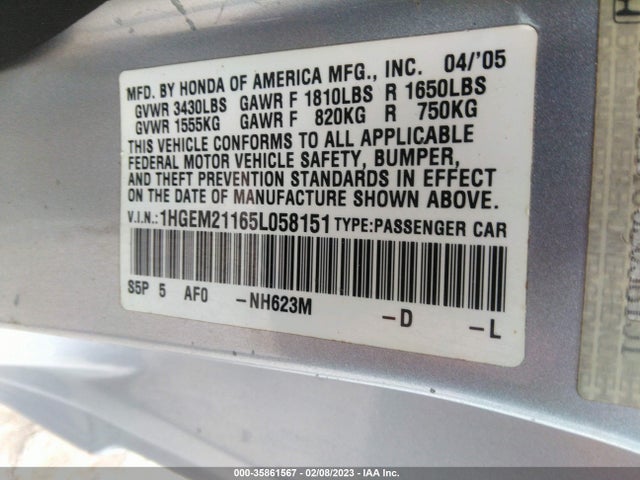 MFD. BY HONDA OF AMERICA MFG., INC. 04/'05
GVWR 3430LBS GAWR F 1810LBS R 1650LBS
GVWR 1555KG GAWR F 820KG R 750KG
THIS VEHICLE CONFORMS TO ALL APPLICABLE
FEDERAL MOTOR VEHICLE SAFETY, BUMPER,
AND THEFT PREVENTION STANDARDS IN EFFECT
ON THE DATE OF MANUFACTURE SHOWN ABOVE.
V.I.N.: 1HGEM21165L058151 TYPE: PASSENGER CAR
S5P 5 AF0 -NH623M -D -L
000-35861567 - 02/08/2023 - IAA Inc.